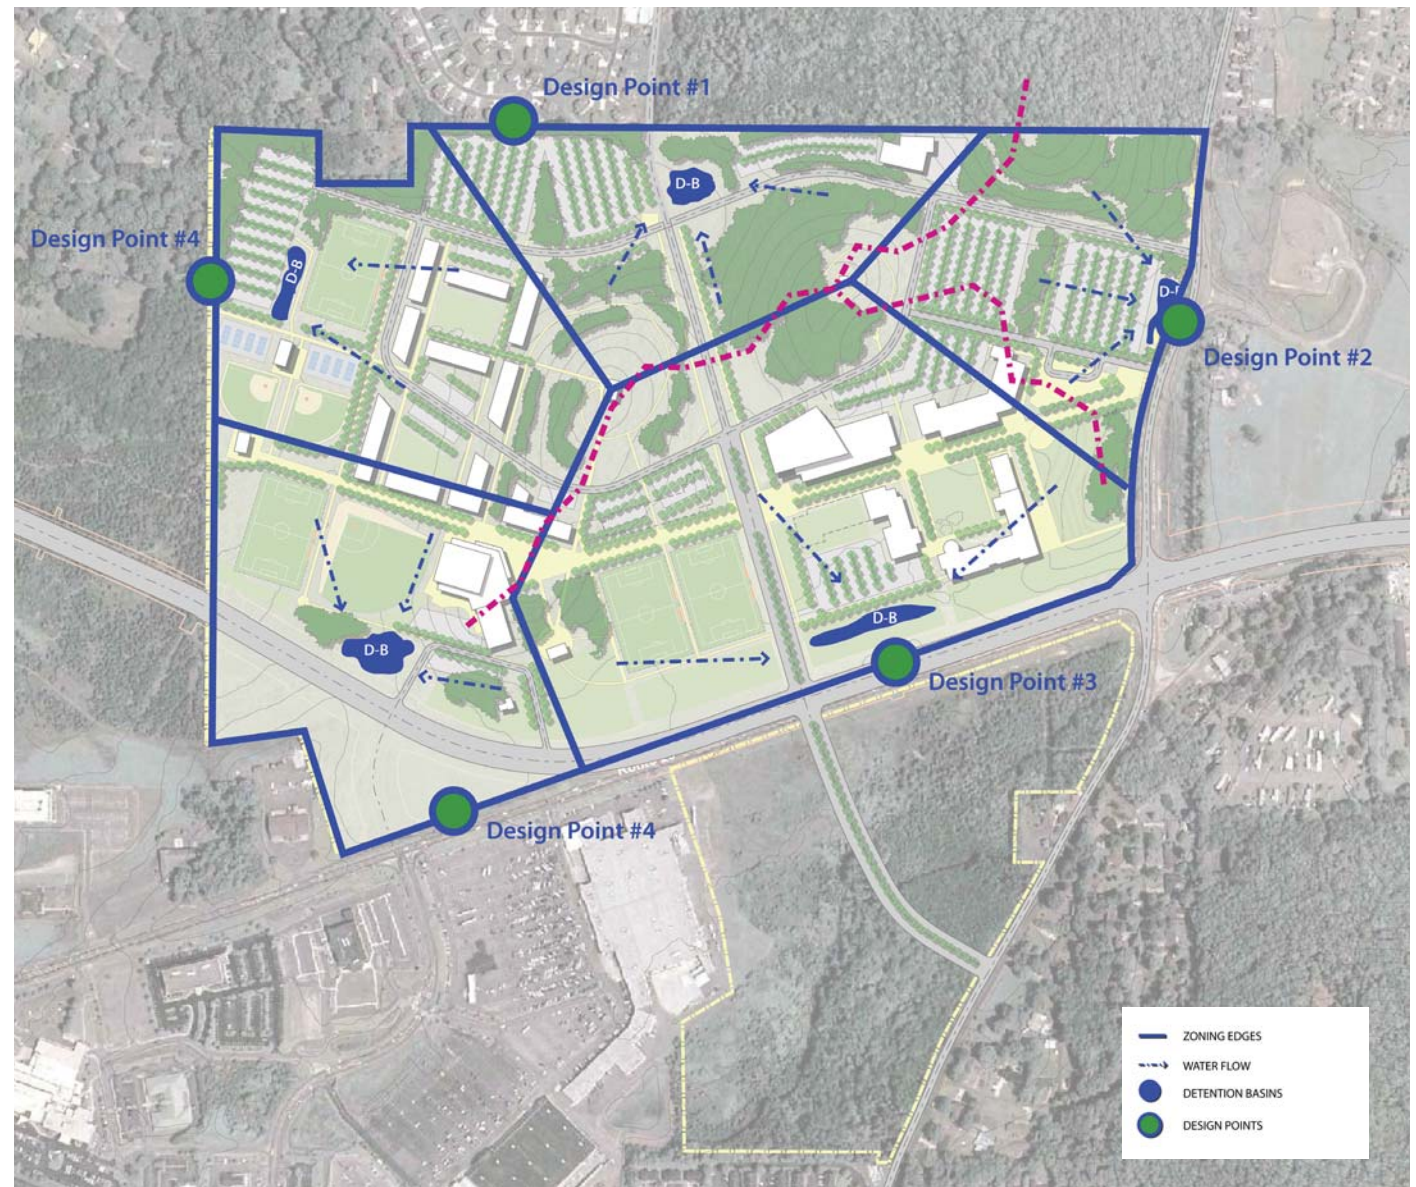 Design Point #1
D-B
Design Point #4
D-B
Design Point #2
D-B
D-B
Design Point #3
Design Point #4
ZONING EDGES
WATER FLOW
DETENTION BASINS
DESIGN POINTS